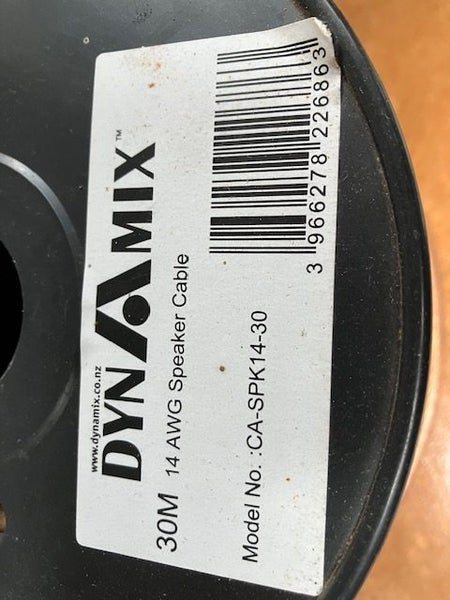 www.dynamix.co.nz
DYNAMIX™
30M 14 AWG Speaker Cable
Model No. :CA-SPK14-30
3 966278 226863